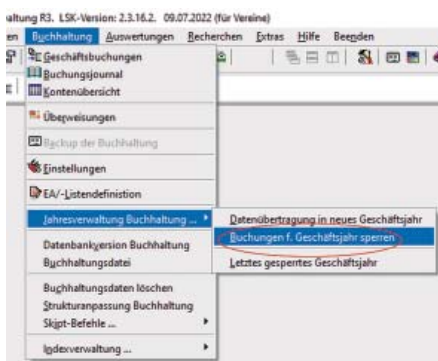 altung R3. LSK-Version: 2.3.16.2. 09.07.2022 (für Vereine)
en Buchhaltung Auswertungen Recherchen Extras Hilfe Beenden
Geschäftsbuchungen
Buchungsjournal
Kontenübersicht
Überweisungen
Backup der Buchhaltung
Einstellungen
EA/-Listendefinistion
Jahresverwaltung Buchhaltung ...
Datenübertragung in neues Geschäftsjahr
Buchungen f. Geschäftsjahr sperren
Letztes gesperrtes Geschäftsjahr
Datenbankversion Buchhaltung
Buchhaltungsdatei
Buchhaltungsdaten löschen
Strukturanpassung Buchhaltung
Skript-Befehle ...
Indexverwaltung ...